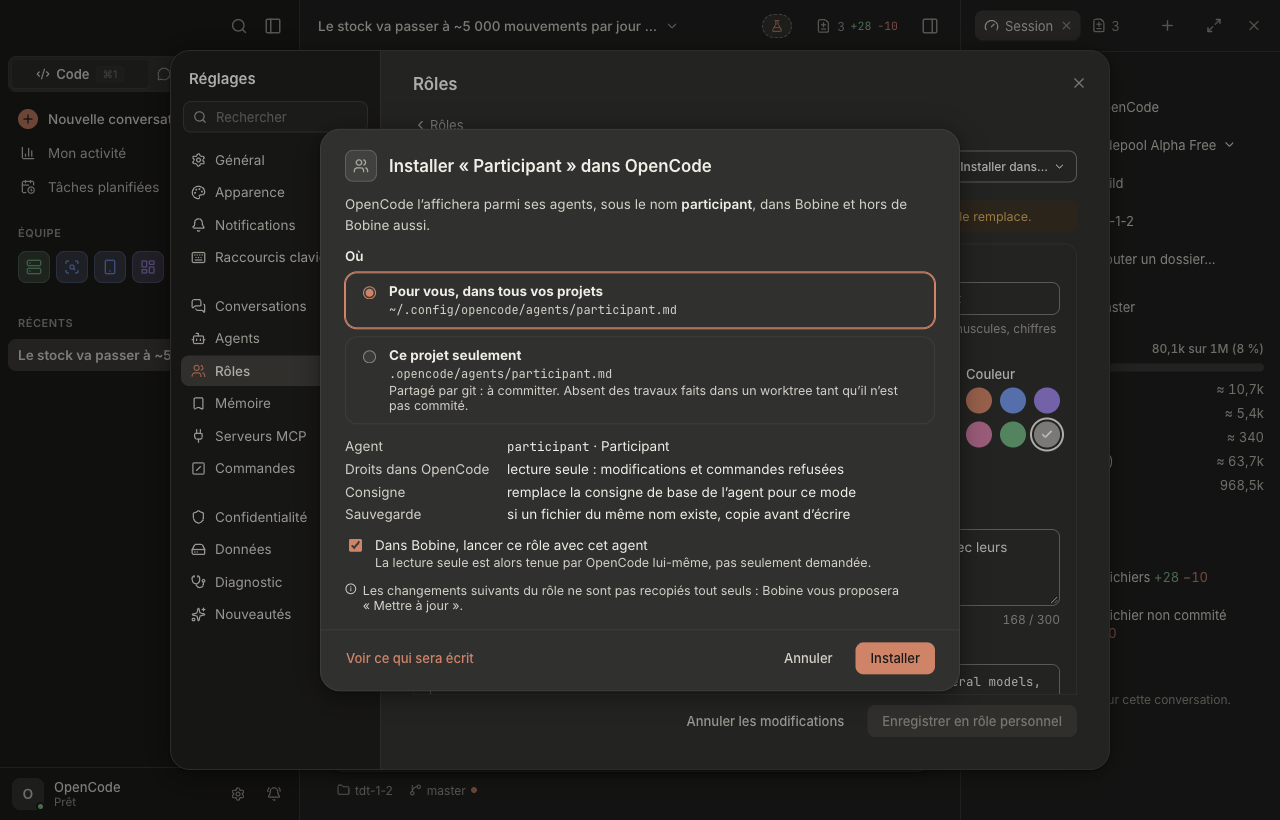 Le stock va passer à ~5 000 mouvements par jour ...
3 +28 -10
Session
3
Code ⌘1
Nouvelle conversat
Mon activité
Tâches planifiées
ÉQUIPE
RÉCENTS
Le stock va passer à ~5
OpenCode
Prêt
Réglages
Rechercher
Général
Apparence
Notifications
Raccourcis clavi
Conversations
Agents
Rôles
Mémoire
Serveurs MCP
Commandes
Confidentialité
Données
Diagnostic
Nouveautés
Rôles
Rôles
Installer dans...
le remplace.
nuscules, chiffres
Couleur
ec leurs
168 / 300
eral models,
Annuler les modifications
Enregistrer en rôle personnel
Installer « Participant » dans OpenCode
OpenCode l’affichera parmi ses agents, sous le nom participant, dans Bobine et hors de
Bobine aussi.
Où
Pour vous, dans tous vos projets
~/.config/opencode/agents/participant.md
Ce projet seulement
.opencode/agents/participant.md
Partagé par git : à committer. Absent des travaux faits dans un worktree tant qu’il n’est
pas commité.
Agent participant · Participant
Droits dans OpenCode lecture seule : modifications et commandes refusées
Consigne remplace la consigne de base de l’agent pour ce mode
Sauvegarde si un fichier du même nom existe, copie avant d’écrire
Dans Bobine, lancer ce rôle avec cet agent
La lecture seule est alors tenue par OpenCode lui-même, pas seulement demandée.
Les changements suivants du rôle ne sont pas recopiés tout seuls : Bobine vous proposera
« Mettre à jour ».
Voir ce qui sera écrit
Annuler
Installer
enCode
lepool Alpha Free
ild
-1-2
outer un dossier...
aster
80,1k sur 1M (8 %)
≈ 10,7k
≈ 5,4k
≈ 340
) ≈ 63,7k
968,5k
ichiers +28 −10
ichier non commité
0
ur cette conversation.
tdt-1-2
master
O